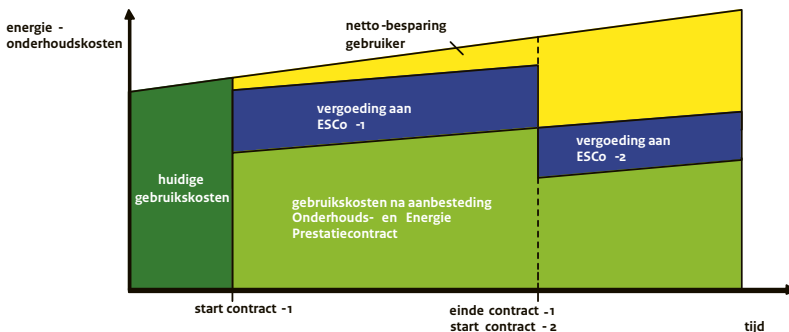 energie -
onderhoudskosten
netto-besparing
gebruiker
vergoeding aan
ESCo -1
vergoeding aan
ESCo -2
huidige
gebruikskosten
gebruikskosten na aanbesteding
Onderhouds- en Energie
Prestatiecontract
start contract -1
einde contract -1
start contract -2
tijd